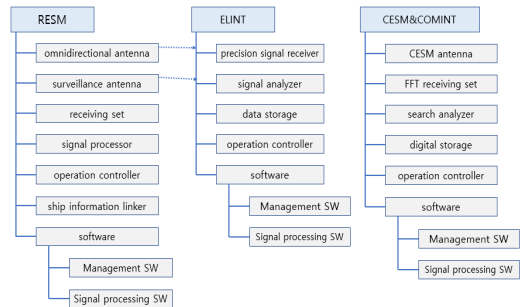 RESM
omnidirectional antenna
surveillance antenna
receiving set
signal processor
operation controller
ship information linker
software
Management SW
Signal processing SW
ELINT
precision signal receiver
signal analyzer
data storage
operation controller
software
Management SW
Signal processing SW
CESM&COMINT
CESM antenna
FFT receiving set
search analyzer
digital storage
operation controller
software
Management SW
Signal processing SW